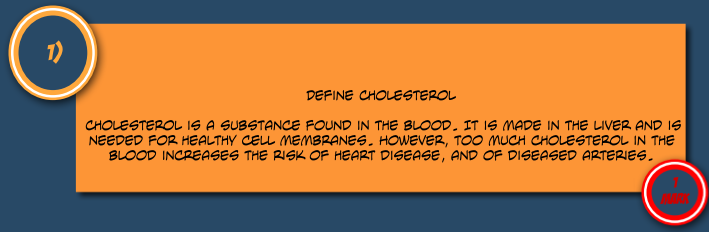 1)
DEFINE CHOLESTEROL
CHOLESTEROL IS A SUBSTANCE FOUND IN THE BLOOD. IT IS MADE IN THE LIVER AND IS
NEEDED FOR HEALTHY CELL MEMBRANES. HOWEVER, TOO MUCH CHOLESTEROL IN THE
BLOOD INCREASES THE RISK OF HEART DISEASE, AND OF DISEASED ARTERIES.